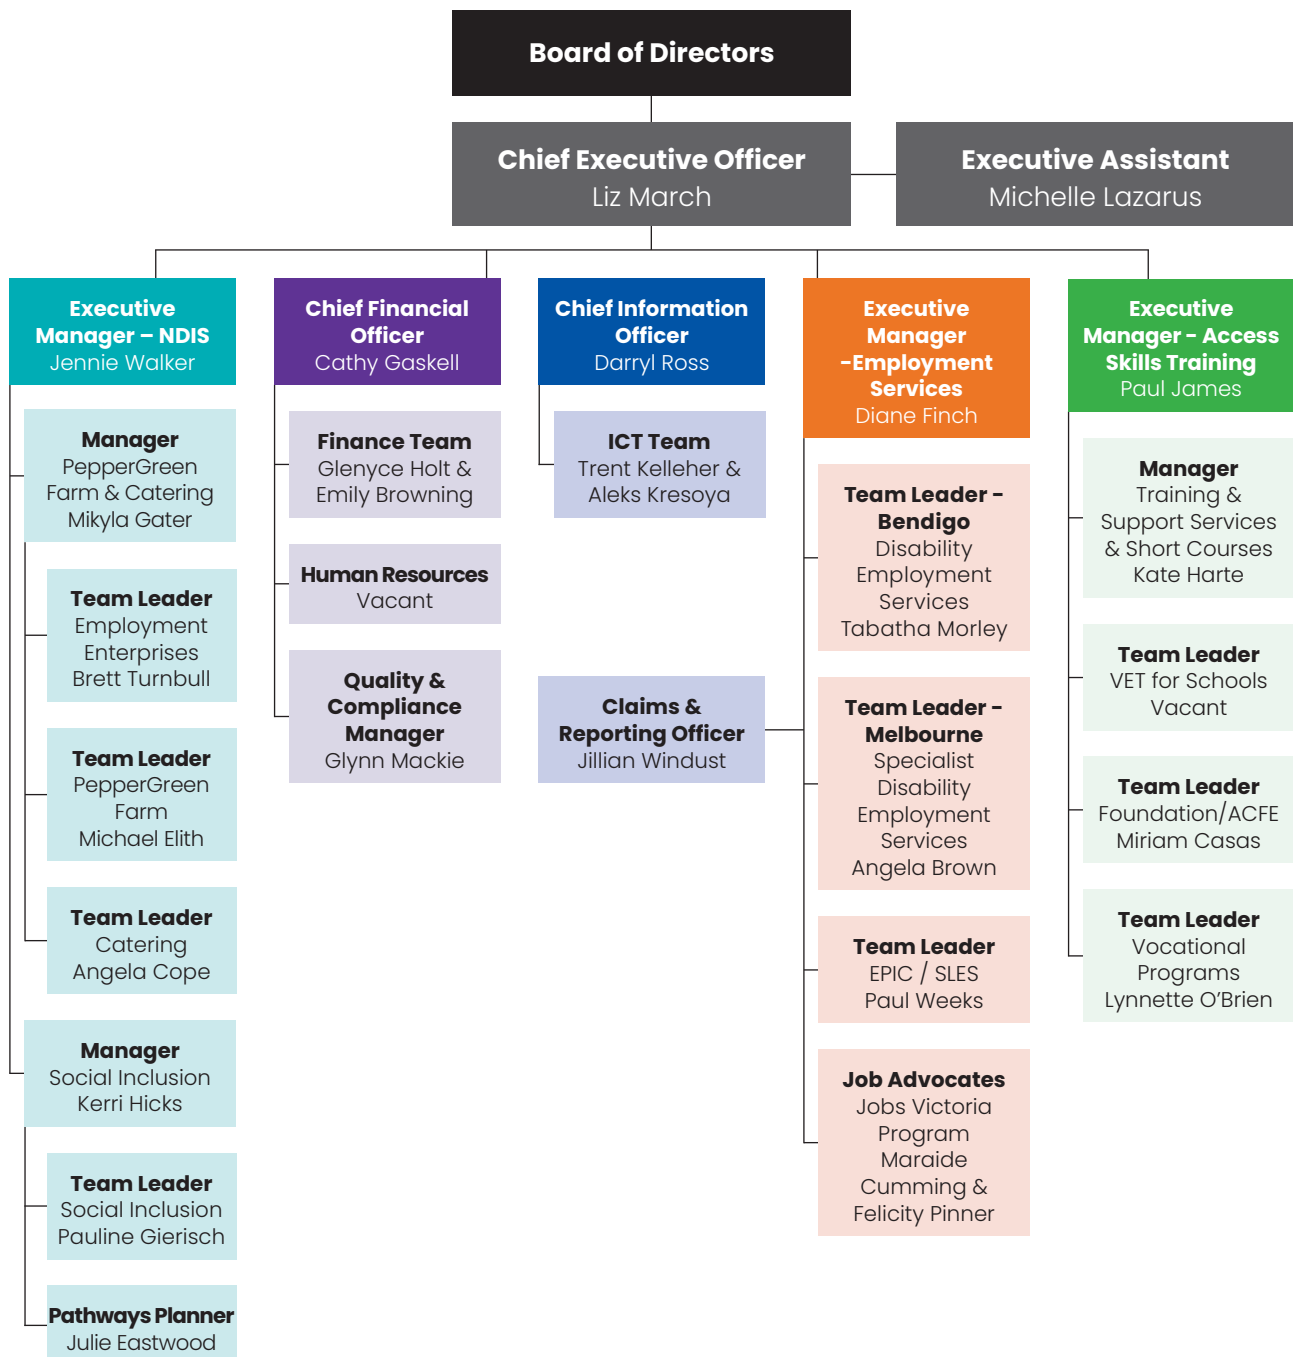 Board of Directors
Chief Executive Officer
Liz March
Executive Assistant
Michelle Lazarus
Executive
Manager – NDIS
Jennie Walker
Manager
PepperGreen
Farm & Catering
Mikyla Gater
Team Leader
Employment
Enterprises
Brett Turnbull
Team Leader
PepperGreen
Farm
Michael Elith
Team Leader
Catering
Angela Cope
Manager
Social Inclusion
Kerri Hicks
Team Leader
Social Inclusion
Pauline Gierisch
Pathways Planner
Julie Eastwood
Chief Financial
Officer
Cathy Gaskell
Finance Team
Glenyce Holt &
Emily Browning
Human Resources
Vacant
Quality &
Compliance
Manager
Glynn Mackie
Chief Information
Officer
Darryl Ross
ICT Team
Trent Kelleher &
Aleks Kresoya
Claims &
Reporting Officer
Jillian Windust
Executive
Manager
-Employment
Services
Diane Finch
Team Leader -
Bendigo
Disability
Employment
Services
Tabatha Morley
Team Leader -
Melbourne
Specialist
Disability
Employment
Services
Angela Brown
Team Leader
EPIC / SLES
Paul Weeks
Job Advocates
Jobs Victoria
Program
Maraide
Cumming &
Felicity Pinner
Executive
Manager - Access
Skills Training
Paul James
Manager
Training &
Support Services
& Short Courses
Kate Harte
Team Leader
VET for Schools
Vacant
Team Leader
Foundation/ACFE
Miriam Casas
Team Leader
Vocational
Programs
Lynnette O’Brien